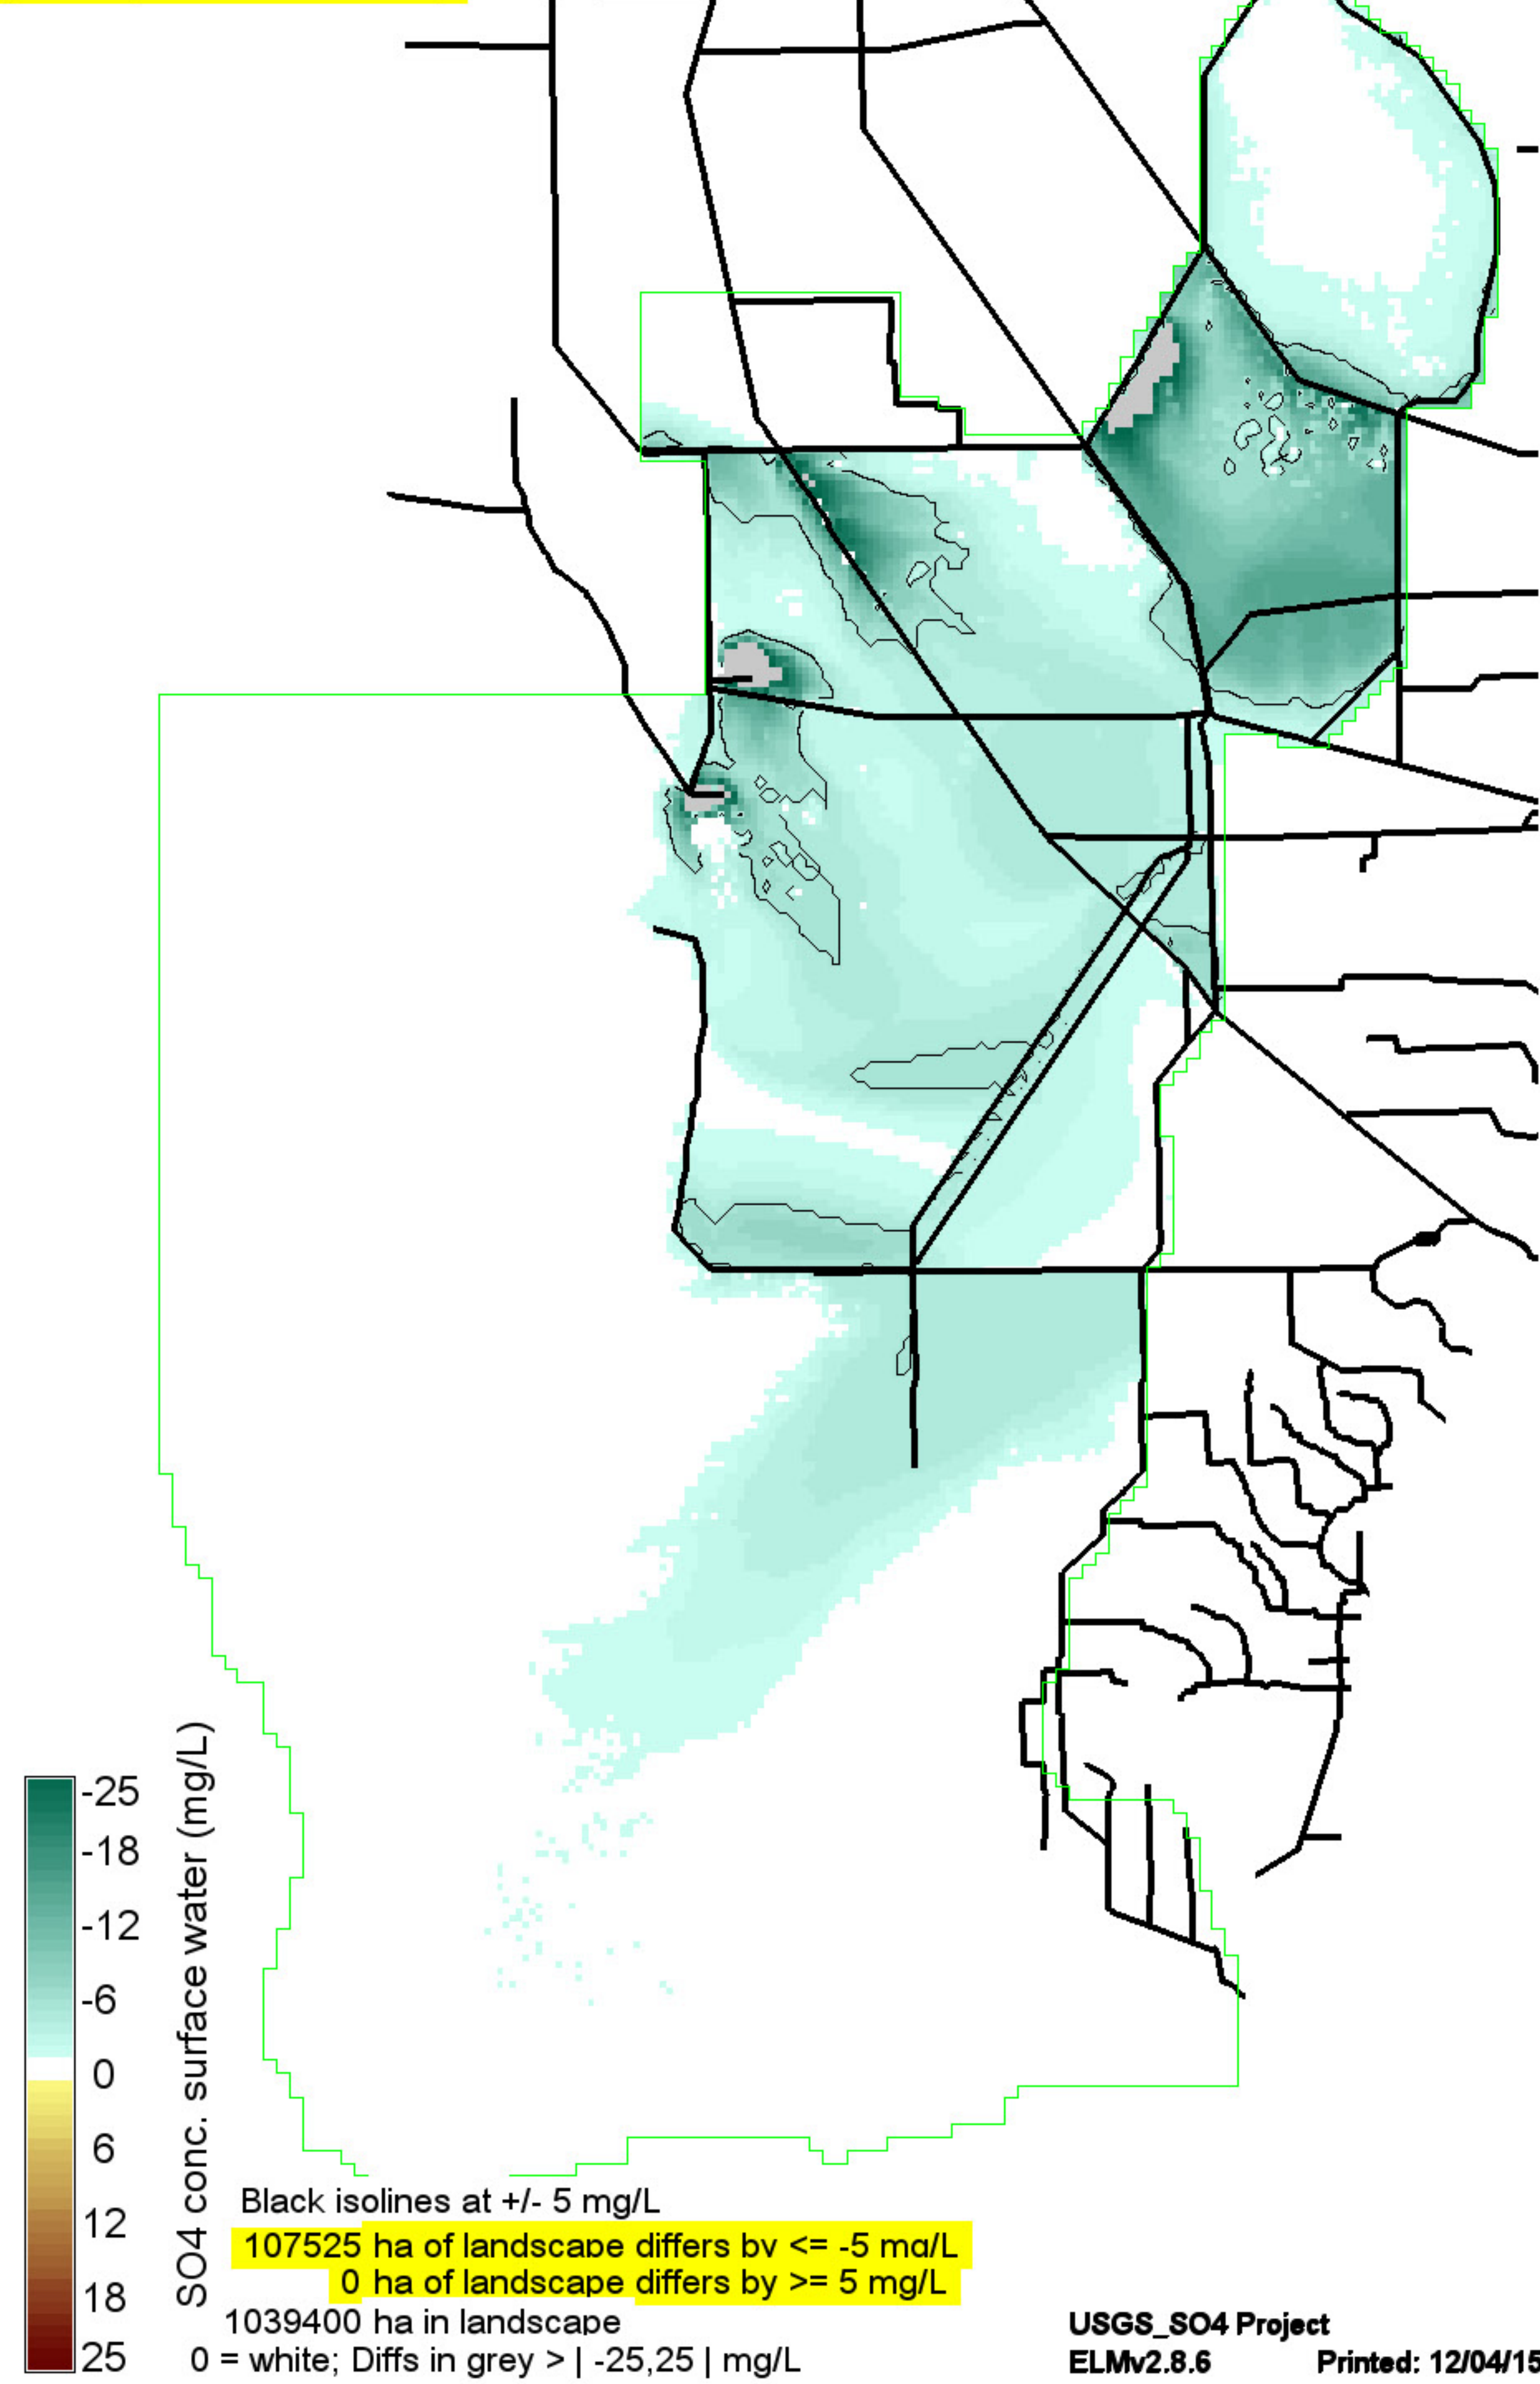 -25
-18
-12
-6
0
6
12
18
25
SO4 conc. surface water (mg/L)
Black isolines at +/- 5 mg/L
107525 ha of landscape differs by <= -5 mg/L
0 ha of landscape differs by >= 5 mg/L
1039400 ha in landscape
0 = white; Diffs in grey > | -25,25 | mg/L
USGS_SO4 Project
ELMv2.8.6 Printed: 12/04/15